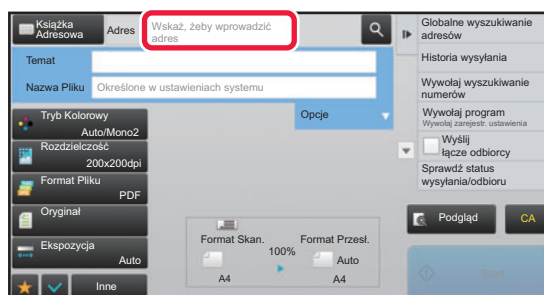 Książka
Adresowa
Adres
Wskaż, żeby wprowadzić
adres
Temat
Nazwa Pliku
Określone w ustawieniach systemu
Opcje
Tryb Kolorowy
Auto/Mono2
Rozdzielczość
200x200dpi
Format Pliku
PDF
Oryginał
Ekspozycja
Auto
Inne
Format Skan.
100%
Format Przesł.
A4
Auto
A4
Globalne wyszukiwanie
adresów
Historia wysyłania
Wywołaj wyszukiwanie
numerów
Wywołaj program
Wywołaj zarejestr. ustawienia
Wyślij
łącze odbiorcy
Sprawdź status
wysyłania/odbioru
Podgląd
CA
Start